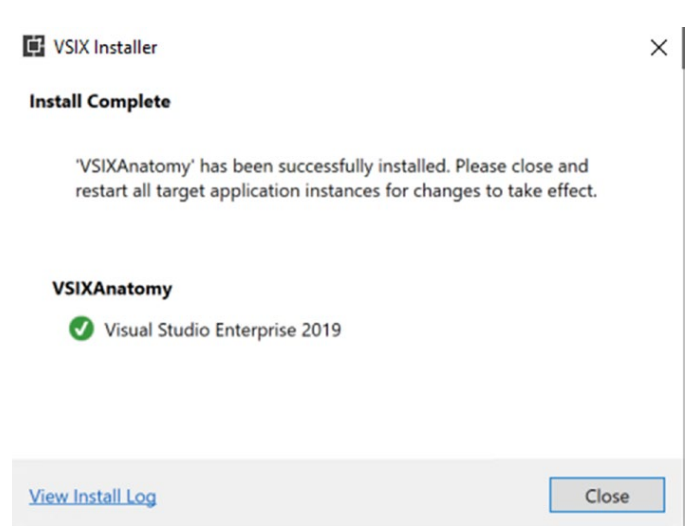 VSIX Installer
Install Complete
'VSIXAnatomy' has been successfully installed. Please close and
restart all target application instances for changes to take effect.
VSIXAnatomy
Visual Studio Enterprise 2019
View Install Log
Close